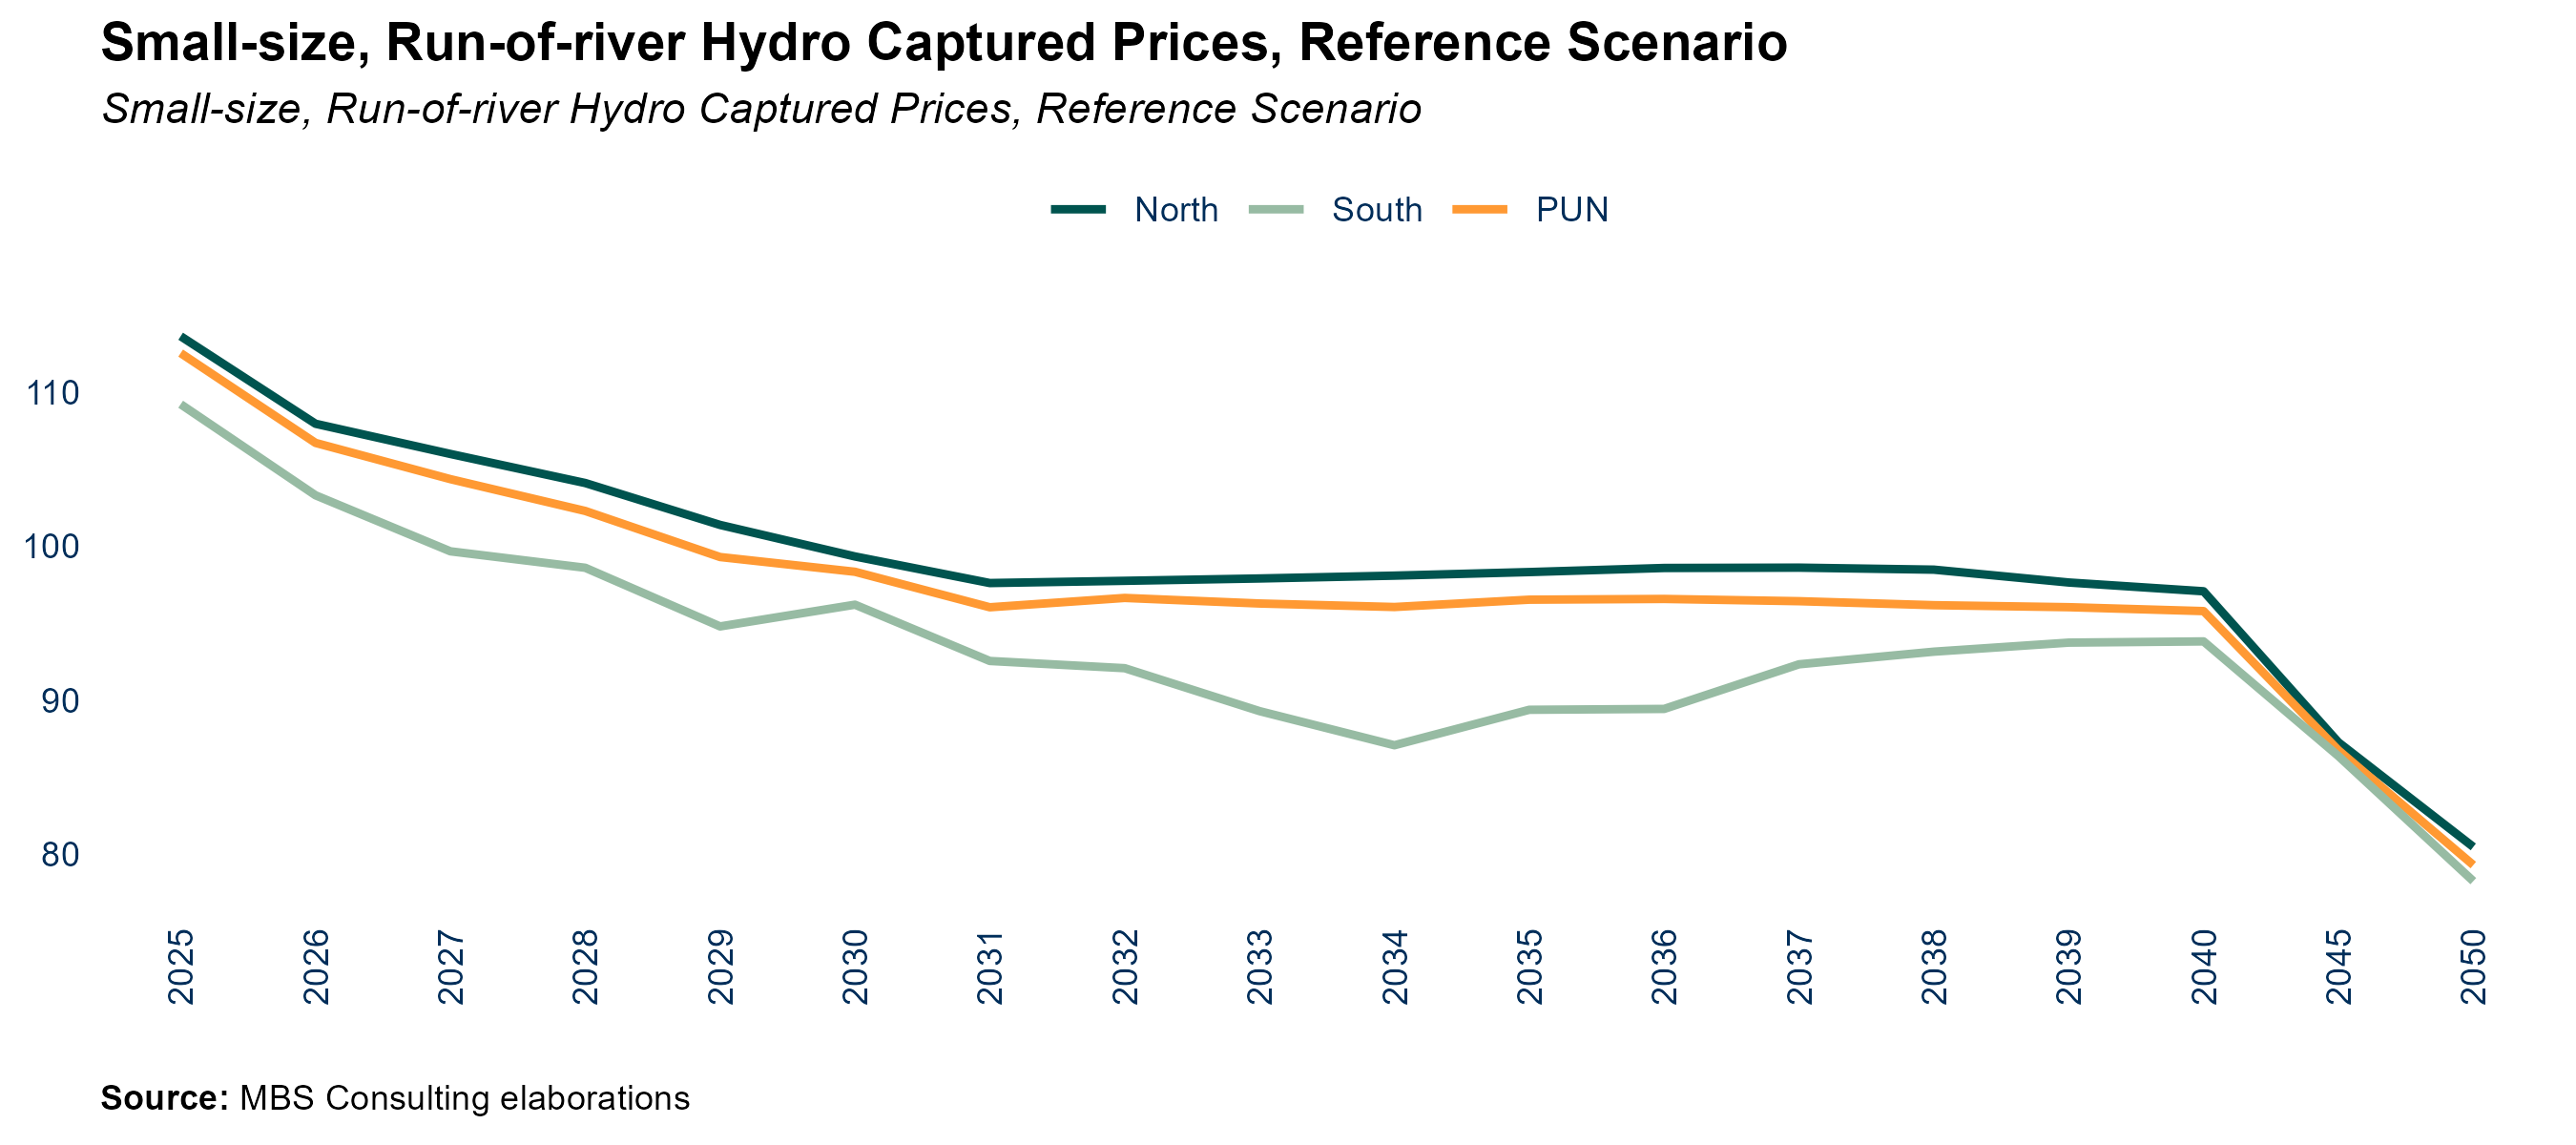 Small-size, Run-of-river Hydro Captured Prices, Reference Scenario
Small-size, Run-of-river Hydro Captured Prices, Reference Scenario
North South PUN
110
100
90
80
2025 2026 2027 2028 2029 2030 2031 2032 2033 2034 2035 2036 2037 2038 2039 2040 2045 2050
Source: MBS Consulting elaborations